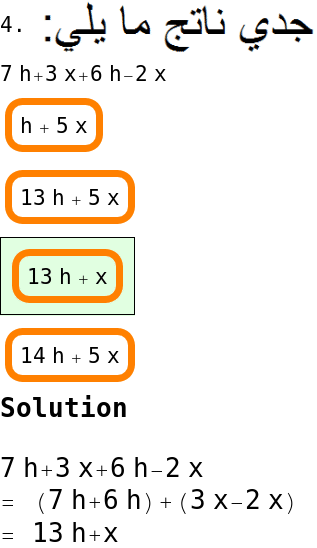 4. جدي ناتج ما يلي:
7 h+3 x+6 h−2 x
h + 5 x
13 h + 5 x
13 h + x
14 h + 5 x
Solution
7 h+3 x+6 h−2 x
= (7 h+6 h) + (3 x−2 x)
= 13 h+x